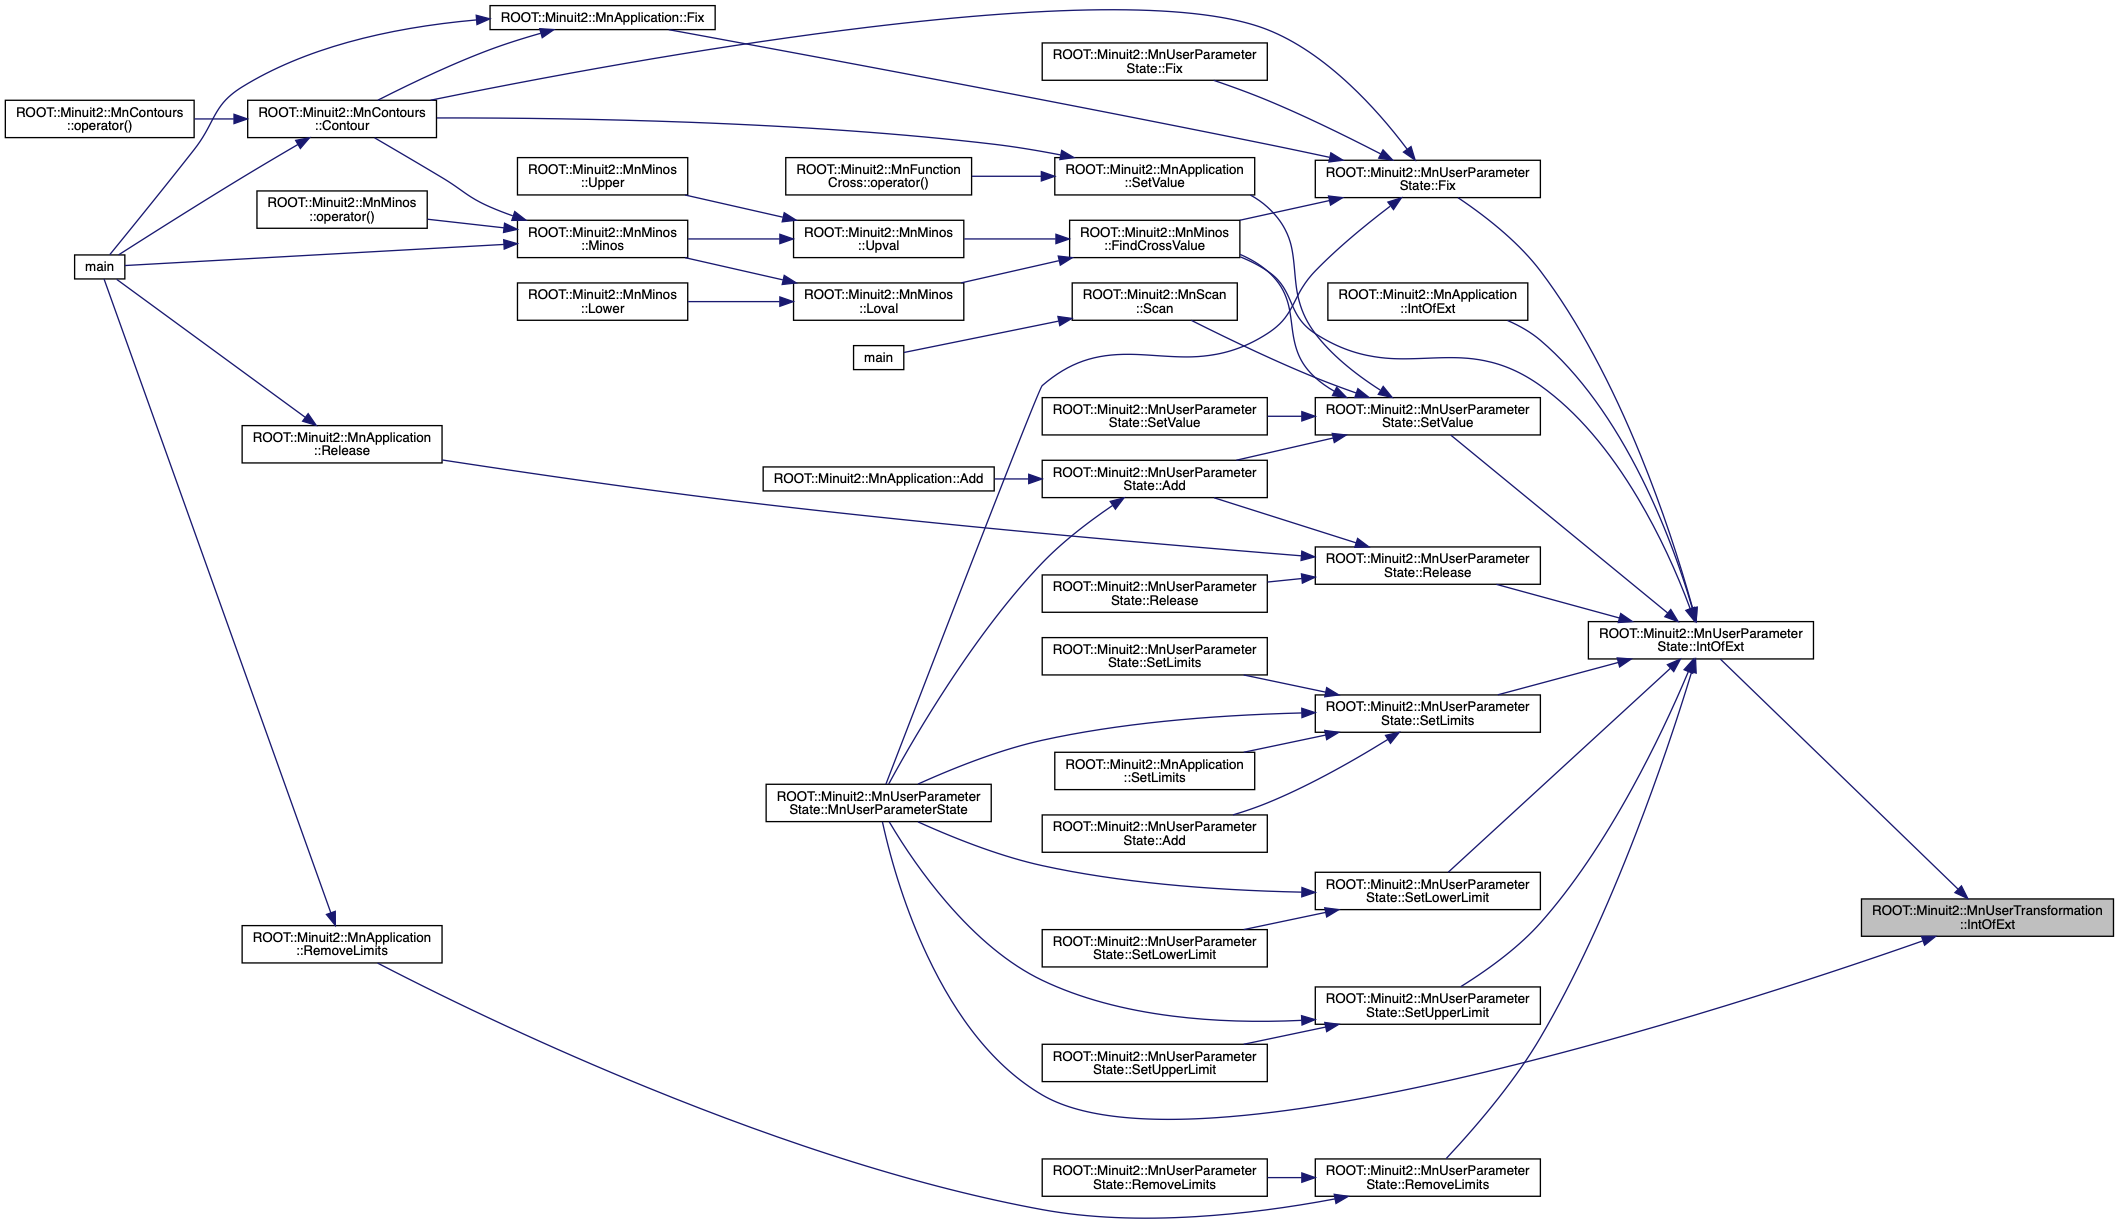 ROOT::Minuit2::MnApplication::Fix
ROOT::Minuit2::MnUserParameter
State::Fix
ROOT::Minuit2::MnContours
::operator()
ROOT::Minuit2::MnContours
::Contour
ROOT::Minuit2::MnMinos
::Upper
ROOT::Minuit2::MnFunction
Cross::operator()
ROOT::Minuit2::MnApplication
::SetValue
ROOT::Minuit2::MnUserParameter
State::Fix
ROOT::Minuit2::MnMinos
::operator()
ROOT::Minuit2::MnMinos
::Minos
ROOT::Minuit2::MnMinos
::Upval
ROOT::Minuit2::MnMinos
::FindCrossValue
main
ROOT::Minuit2::MnMinos
::Lower
ROOT::Minuit2::MnMinos
::Loval
ROOT::Minuit2::MnScan
::Scan
ROOT::Minuit2::MnApplication
::IntOfExt
main
ROOT::Minuit2::MnUserParameter
State::SetValue
ROOT::Minuit2::MnUserParameter
State::SetValue
ROOT::Minuit2::MnApplication
::Release
ROOT::Minuit2::MnApplication::Add
ROOT::Minuit2::MnUserParameter
State::Add
ROOT::Minuit2::MnUserParameter
State::Release
ROOT::Minuit2::MnUserParameter
State::Release
ROOT::Minuit2::MnUserParameter
State::IntOfExt
ROOT::Minuit2::MnUserParameter
State::SetLimits
ROOT::Minuit2::MnUserParameter
State::SetLimits
ROOT::Minuit2::MnApplication
::SetLimits
ROOT::Minuit2::MnUserParameter
State::MnUserParameterState
ROOT::Minuit2::MnUserParameter
State::Add
ROOT::Minuit2::MnUserParameter
State::SetLowerLimit
ROOT::Minuit2::MnUserTransformation
::IntOfExt
ROOT::Minuit2::MnApplication
::RemoveLimits
ROOT::Minuit2::MnUserParameter
State::SetLowerLimit
ROOT::Minuit2::MnUserParameter
State::SetUpperLimit
ROOT::Minuit2::MnUserParameter
State::SetUpperLimit
ROOT::Minuit2::MnUserParameter
State::RemoveLimits
ROOT::Minuit2::MnUserParameter
State::RemoveLimits